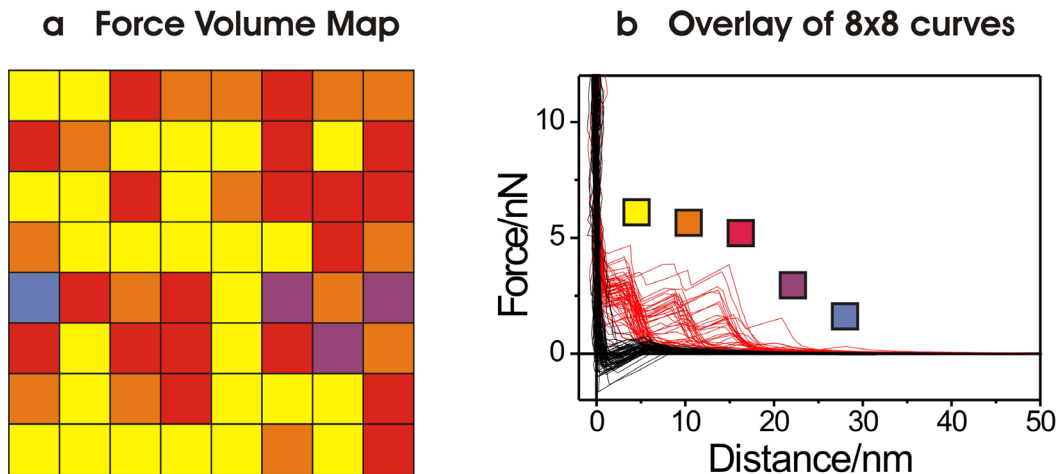 a Force Volume Map
b Overlay of 8x8 curves
Force/nN
10
5
0
0 10 20 30 40 50
Distance/nm